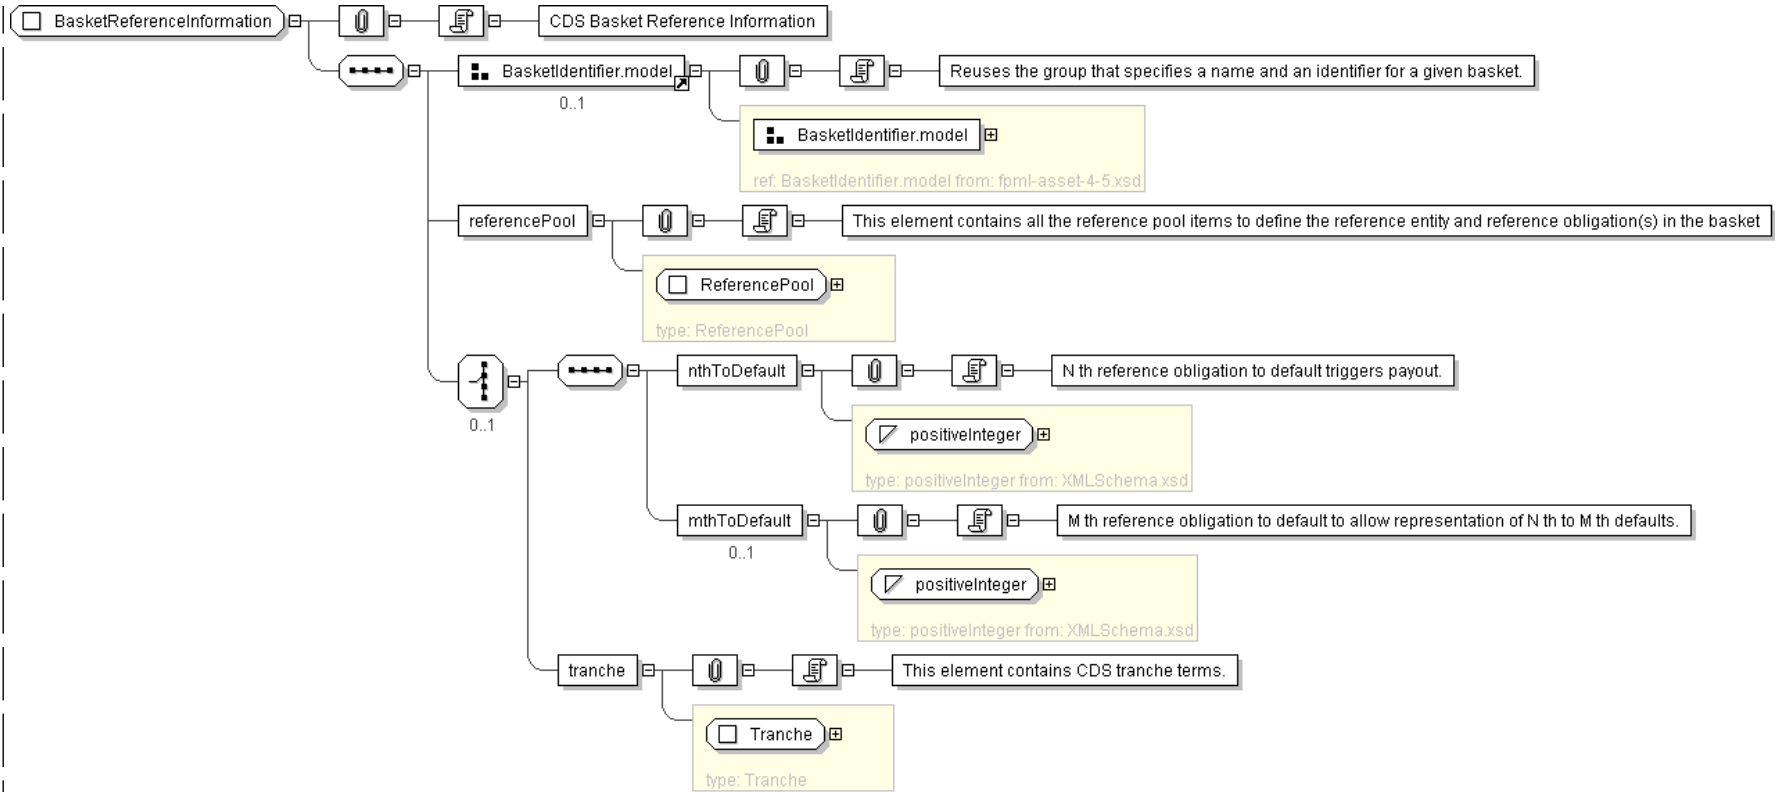 BasketReferenceInformation
CDS Basket Reference Information
BasketIdentifier.model
Reuses the group that specifies a name and an identifier for a given basket.
0..1
BasketIdentifier.model
ref: BasketIdentifier.model from: fpml-asset-4-5.xsd
referencePool
This element contains all the reference pool items to define the reference entity and reference obligation(s) in the basket
ReferencePool
type: ReferencePool
nthToDefault
N th reference obligation to default triggers payout.
0..1
positiveInteger
type: positiveInteger from: XMLSchema.xsd
mthToDefault
M th reference obligation to default to allow representation of N th to M th defaults.
0..1
positiveInteger
type: positiveInteger from: XMLSchema.xsd
tranche
This element contains CDS tranche terms.
Tranche
type: Tranche